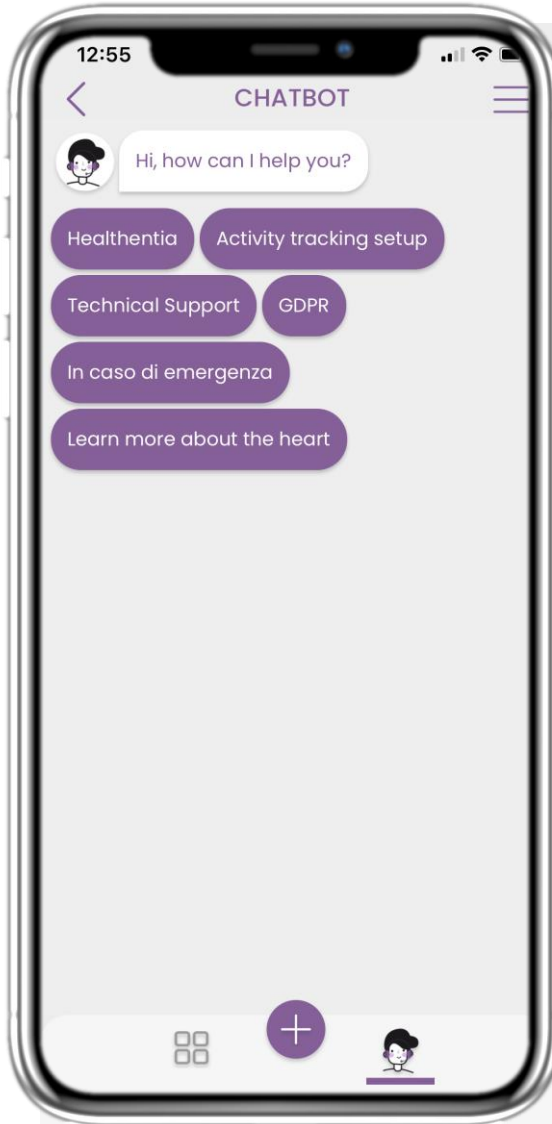 12:55
CHATBOT
Hi, how can I help you?
Healthentia
Activity tracking setup
Technical Support
GDPR
In caso di emergenza
Learn more about the heart